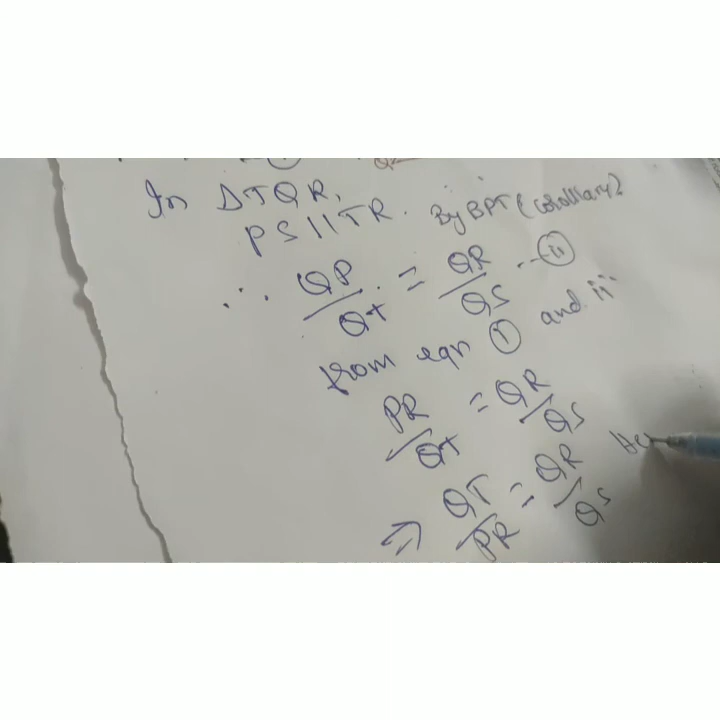 In ΔTQR,
PS||TR. By BPT (corollary)
∴ QP/QT = QR/QS ...(ii)
from eqn (i) and ii
PR/QT = QR/QS
⇒ QT/PR = QR/QS